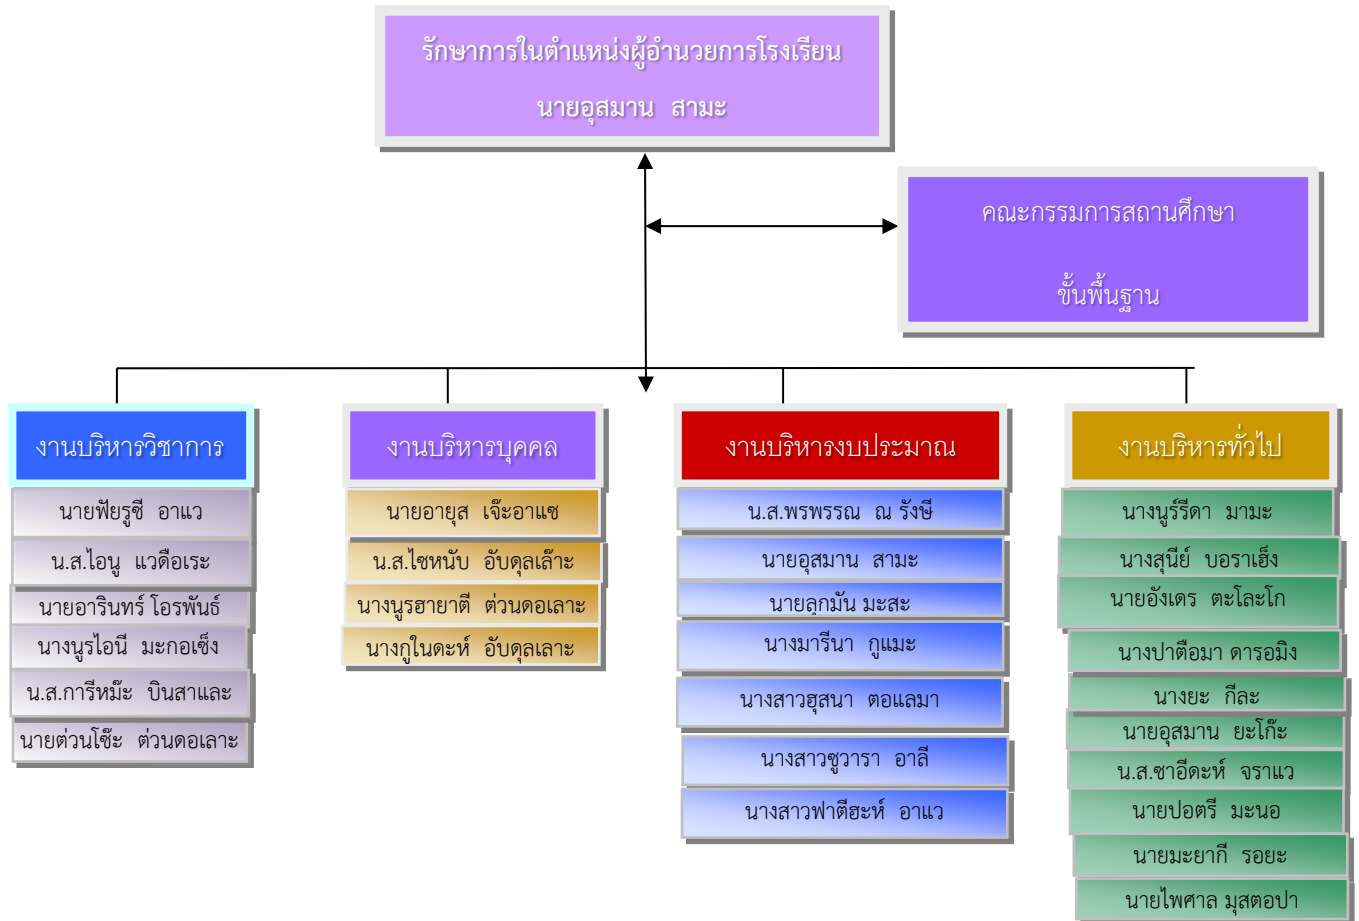 รักษาการในตำแหน่งผู้อำนวยการโรงเรียน
นายอุสมาน สามะ
คณะกรรมการสถานศึกษา
ขั้นพื้นฐาน
งานบริหารวิชาการ
นายฟัยรูซี อาแว
น.ส.ไอนู แวดือเระ
นายอารินทร์ โอรพันธ์
นางนูรไอนี มะกอเซ็ง
น.ส.การีหม๊ะ บินสาและ
นายต่วนโซ๊ะ ต่วนดอเลาะ
งานบริหารบุคคล
นายอายุส เจ๊ะอาแซ
น.ส.ไซหนับ อับดุลเล๊าะ
นางนูรฮายาตี ต่วนดอเลาะ
นางกูไนดะห์ อับดุลเลาะ
งานบริหารงบประมาณ
น.ส.พรพรรณ ณ รังษี
นายอุสมาน สามะ
นายลุกมัน มะสะ
นางมารีนา กูแมะ
นางสาวฮุสนา ตอแลมา
นางสาวซูวารา อาลี
นางสาวฟาตีฮะห์ อาแว
งานบริหารทั่วไป
นางนูร์รีดา มามะ
นางสุนีย์ บอราเฮ็ง
นายอังเดร ตะโละโก
นางปาตือมา ดารอมิง
นางยะ กีละ
นายอุสมาน ยะโก๊ะ
น.ส.ซาอีดะห์ จราแว
นายปอตรี มะนอ
นายมะยากี รอยะ
นายไพศาล มุสตอปา